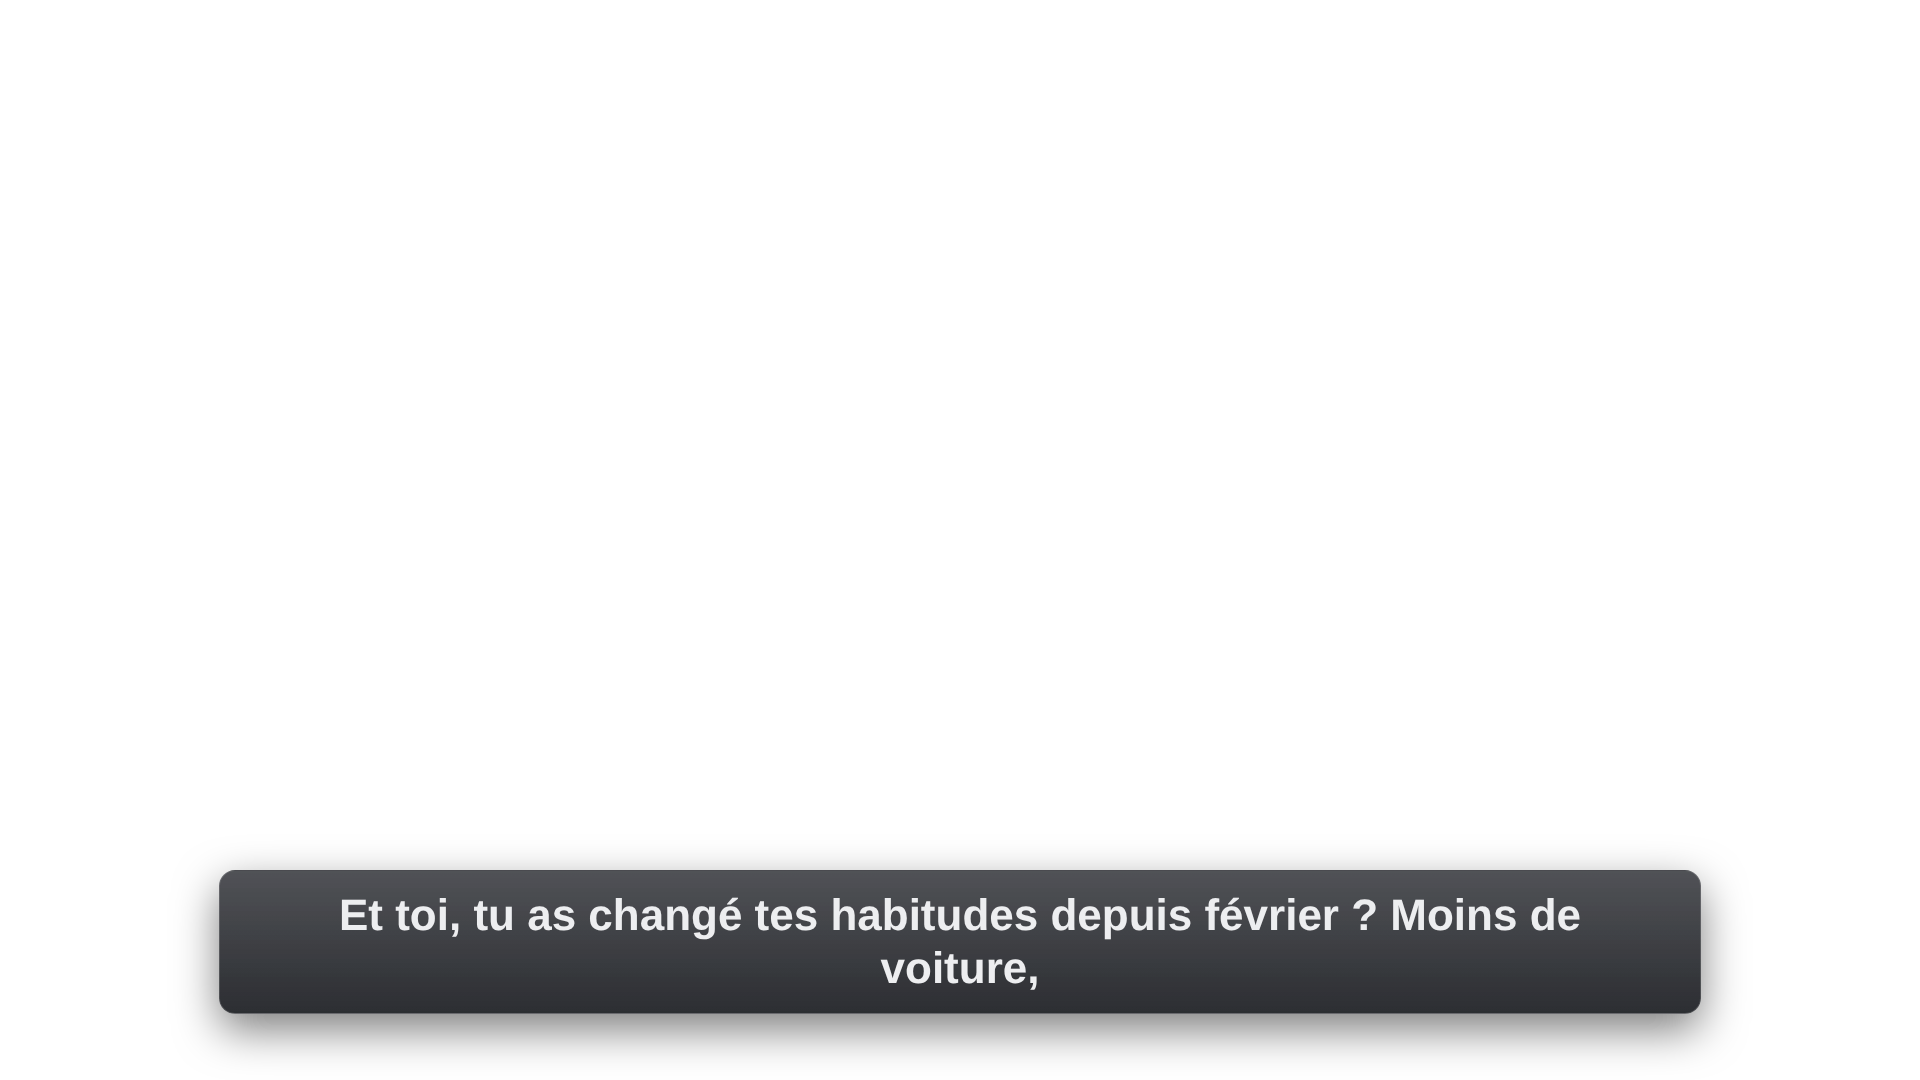 Et toi, tu as changé tes habitudes depuis février ? Moins de
voiture,